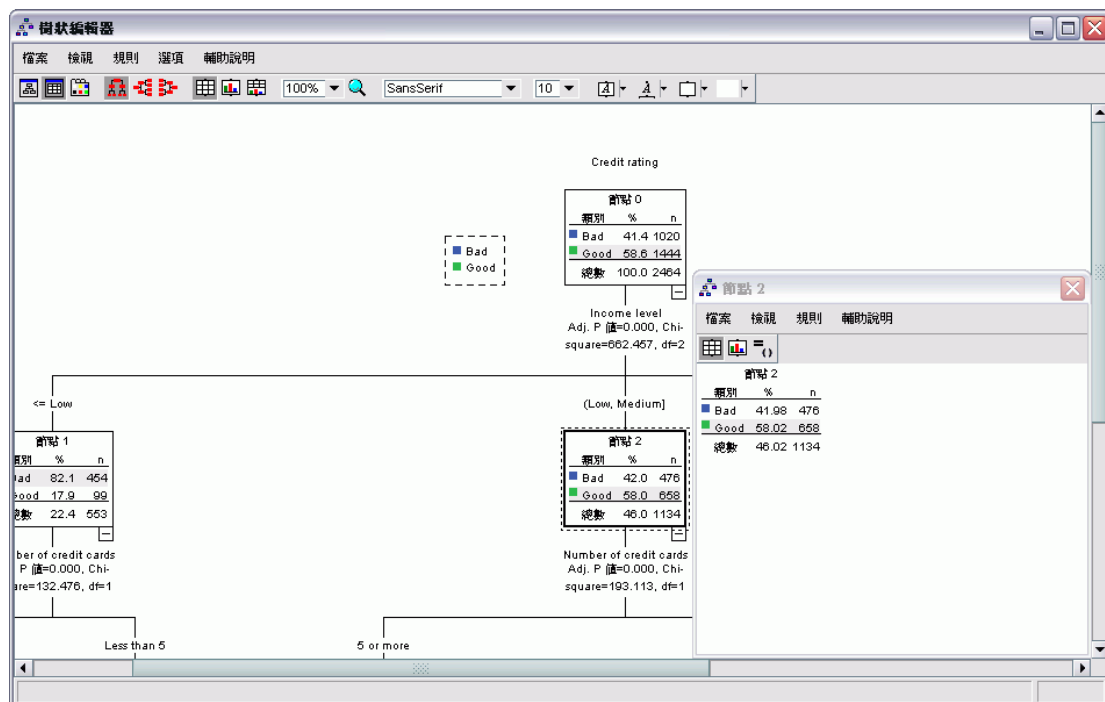 樹狀編輯器
檔案 檢視 規則 選項 輔助說明
100% SansSerif 10 A A
Credit rating
節點 0
類別 % n
Bad 41.4 1020
Good 58.6 1444
總數 100.0 2464
Bad
Good
Income level
Adj. P 值=0.000, Chi-
square=662.457, df=2
<= Low
節點 1
類別 % n
Bad 82.1 454
Good 17.9 99
總數 22.4 553
ber of credit cards
P 值=0.000, Chi-
are=132.476, df=1
Less than 5
(Low, Medium]
節點 2
類別 % n
Bad 42.0 476
Good 58.0 658
總數 46.0 1134
Number of credit cards
Adj. P 值=0.000, Chi-
square=193.113, df=1
5 or more
節點 2
檔案 檢視 規則 輔助說明
節點 2
類別 % n
Bad 41.98 476
Good 58.02 658
總數 46.02 1134